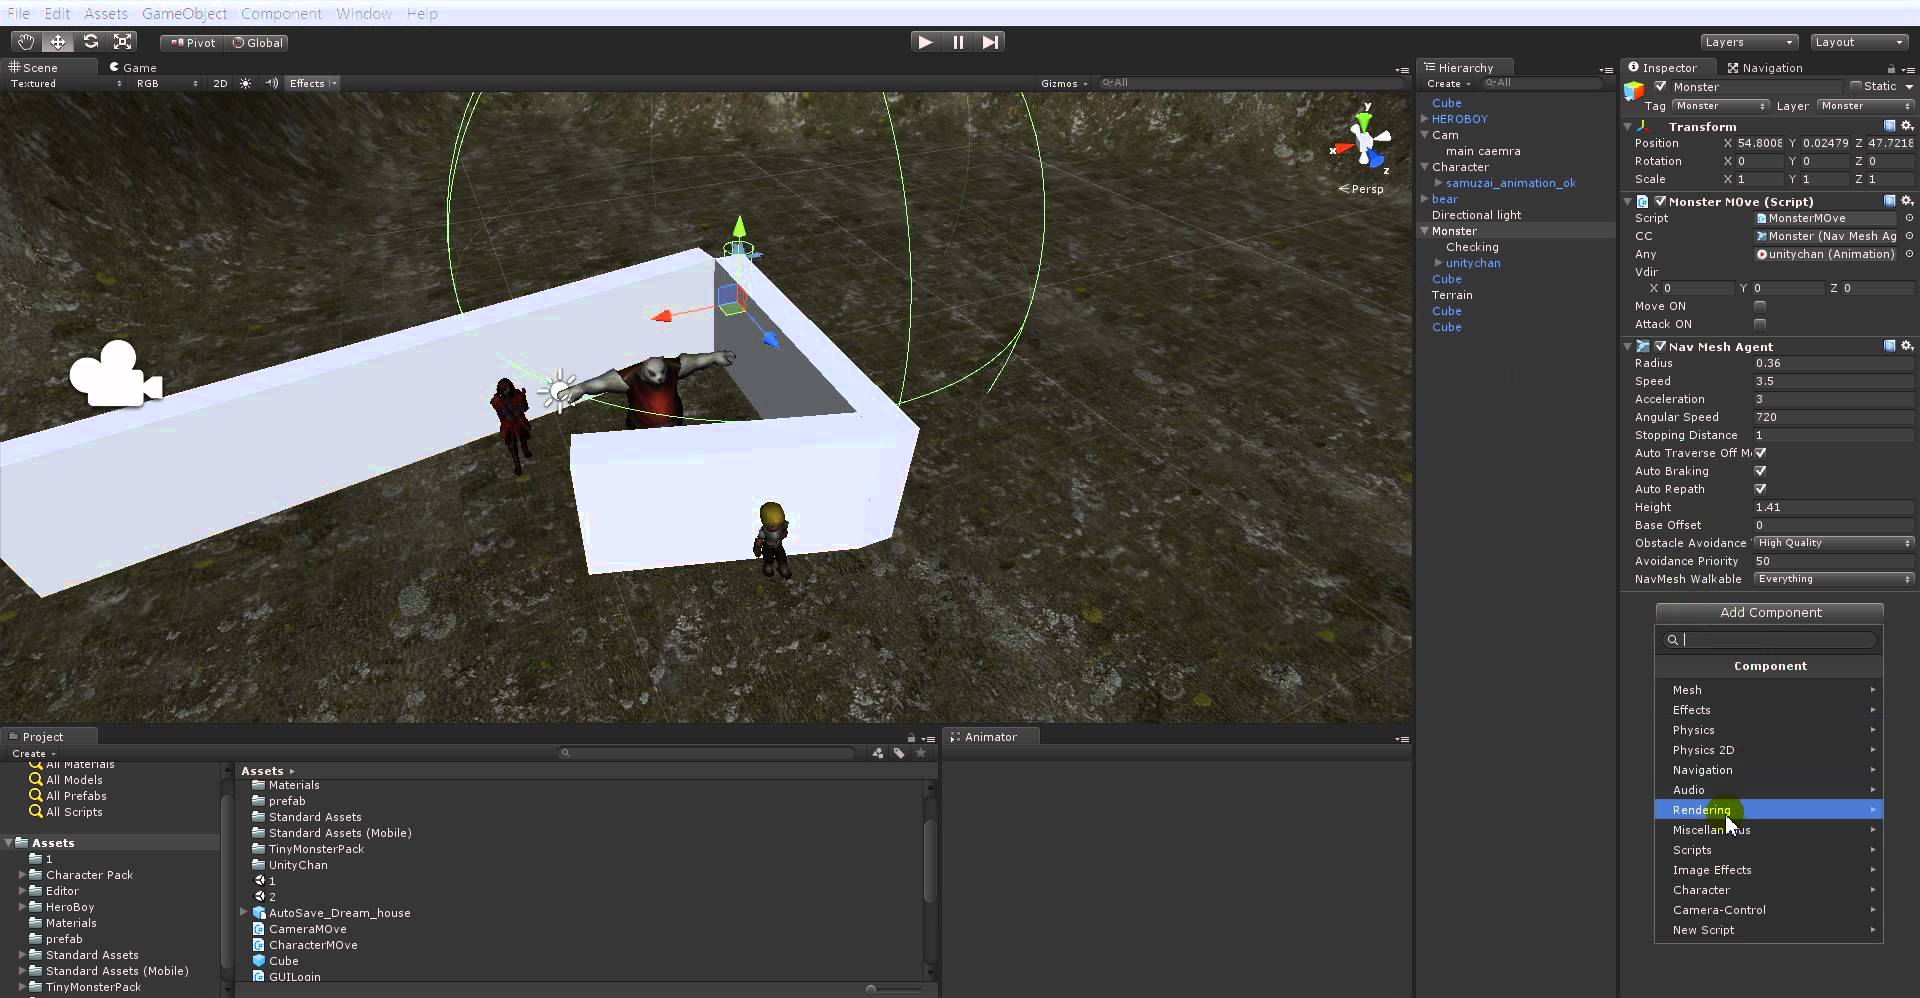 File Edit Assets GameObject Component Window Help
Pivot Global Layers Layout
Scene Game
Textured RGB 2D Effects Gizmos All
Persp
y
x
z
Hierarchy
Create All
Cube
HEROBOY
Cam
main caemra
Character
samuzai_animation_ok
bear
Directional light
Monster
Checking
unitychan
Cube
Terrain
Cube
Cube
Inspector Navigation
Monster Static
Tag Monster Layer Monster
Transform
Position X 54.8008 Y 0.02479 Z 47.7218
Rotation X 0 Y 0 Z 0
Scale X 1 Y 1 Z 1
Monster MOve (Script)
Script MonsterMOve
CC Monster (Nav Mesh Ag
Any unitychan (Animation)
Vdir
X 0 Y 0 Z 0
Move ON
Attack ON
Nav Mesh Agent
Radius 0.36
Speed 3.5
Acceleration 3
Angular Speed 720
Stopping Distance 1
Auto Traverse Off M
Auto Braking
Auto Repath
Height 1.41
Base Offset 0
Obstacle Avoidance High Quality
Avoidance Priority 50
NavMesh Walkable Everything
Add Component
Component
Mesh
Effects
Physics
Physics 2D
Navigation
Audio
Rendering
Miscellaneous
Scripts
Image Effects
Character
Camera-Control
New Script
Project
Create
All Materials
All Models
All Prefabs
All Scripts
Assets
1
Character Pack
Editor
HeroBoy
Materials
prefab
Standard Assets
Standard Assets (Mobile)
TinyMonsterPack
Assets
Materials
prefab
Standard Assets
Standard Assets (Mobile)
TinyMonsterPack
UnityChan
1
2
AutoSave_Dream_house
CameraMOve
CharacterMOve
Cube
GUILogin
Animator